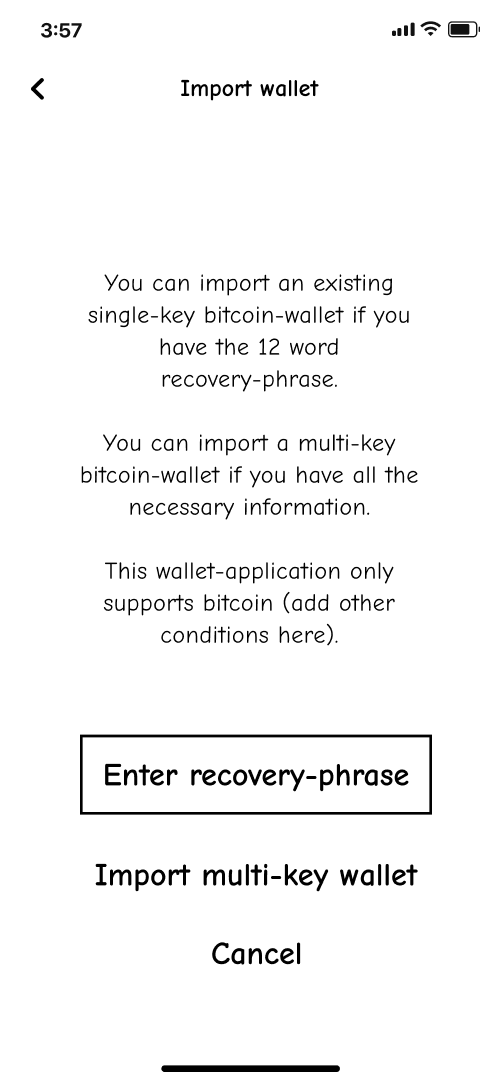 3:57
Import wallet
You can import an existing
single-key bitcoin-wallet if you
have the 12 word
recovery-phrase.
You can import a multi-key
bitcoin-wallet if you have all the
necessary information.
This wallet-application only
supports bitcoin (add other
conditions here).
Enter recovery-phrase
Import multi-key wallet
Cancel